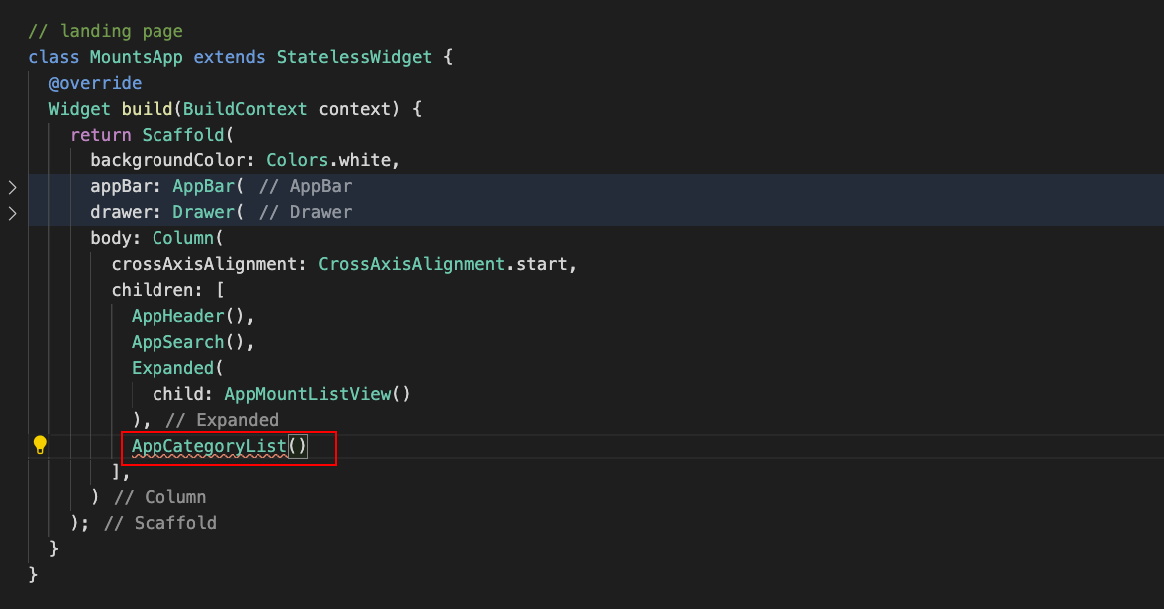 // landing page
class MountsApp extends StatelessWidget {
@override
Widget build(BuildContext context) {
return Scaffold(
backgroundColor: Colors.white,
appBar: AppBar( // AppBar
drawer: Drawer( // Drawer
body: Column(
crossAxisAlignment: CrossAxisAlignment.start,
children: [
AppHeader(),
AppSearch(),
Expanded(
child: AppMountListView()
), // Expanded
AppCategoryList()
],
) // Column
); // Scaffold
}
}